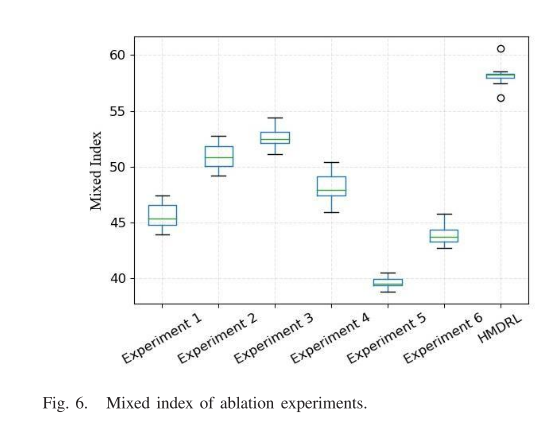 60
55
50
45
40
Mixed Index
Experiment 1
Experiment 2
Experiment 3
Experiment 4
Experiment 5
Experiment 6
HMDRL
Fig. 6. Mixed index of ablation experiments.